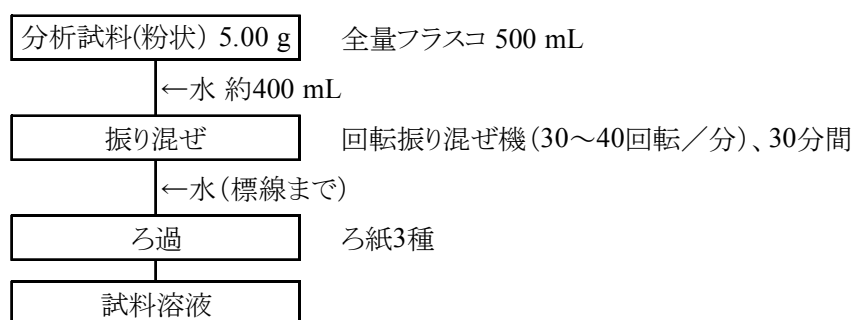 分析試料(粉状) 5.00 g 全量フラスコ 500 mL
←水 約400 mL
振り混ぜ 回転振り混ぜ機(30～40回転／分)、30分間
←水(標線まで)
ろ過 ろ紙3種
試料溶液